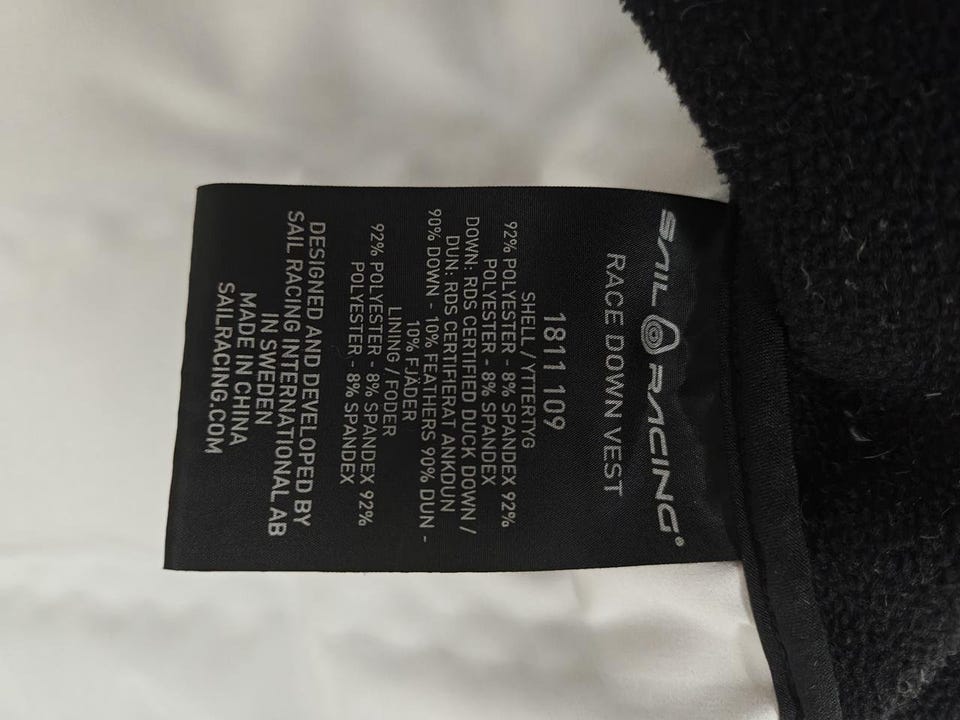 SAIL RACING®
RACE DOWN VEST
1811 109
SHELL / YTTERTYG
92% POLYESTER - 8% SPANDEX 92%
POLYESTER - 8% SPANDEX
DOWN: RDS CERTIFIED DUCK DOWN /
DUN: RDS CERTIFIERAT ANKDUN
90% DOWN - 10% FEATHERS 90% DUN -
10% FJÄDER
LINING / FODER
92% POLYESTER - 8% SPANDEX 92%
POLYESTER - 8% SPANDEX
DESIGNED AND DEVELOPED BY
SAIL RACING INTERNATIONAL AB
IN SWEDEN
MADE IN CHINA
SAILRACING.COM